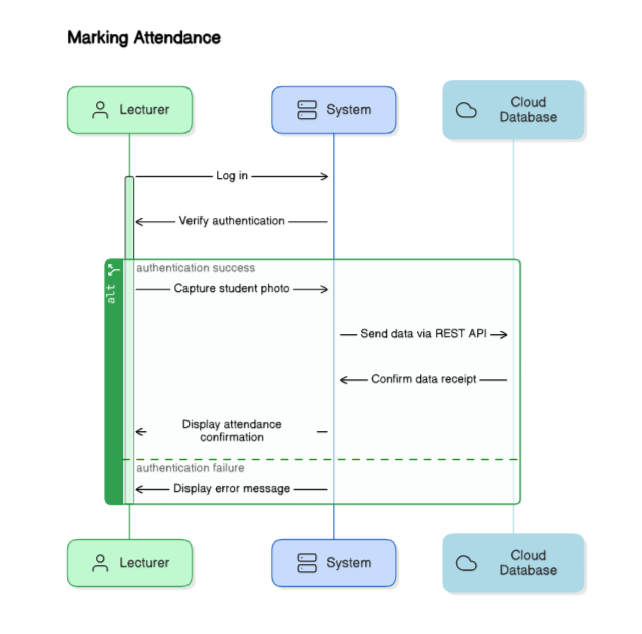 Marking Attendance
Lecturer
System
Cloud
Database
Log in
Verify authentication
alt
authentication success
Capture student photo
Send data via REST API
Confirm data receipt
Display attendance
confirmation
authentication failure
Display error message
Lecturer
System
Cloud
Database